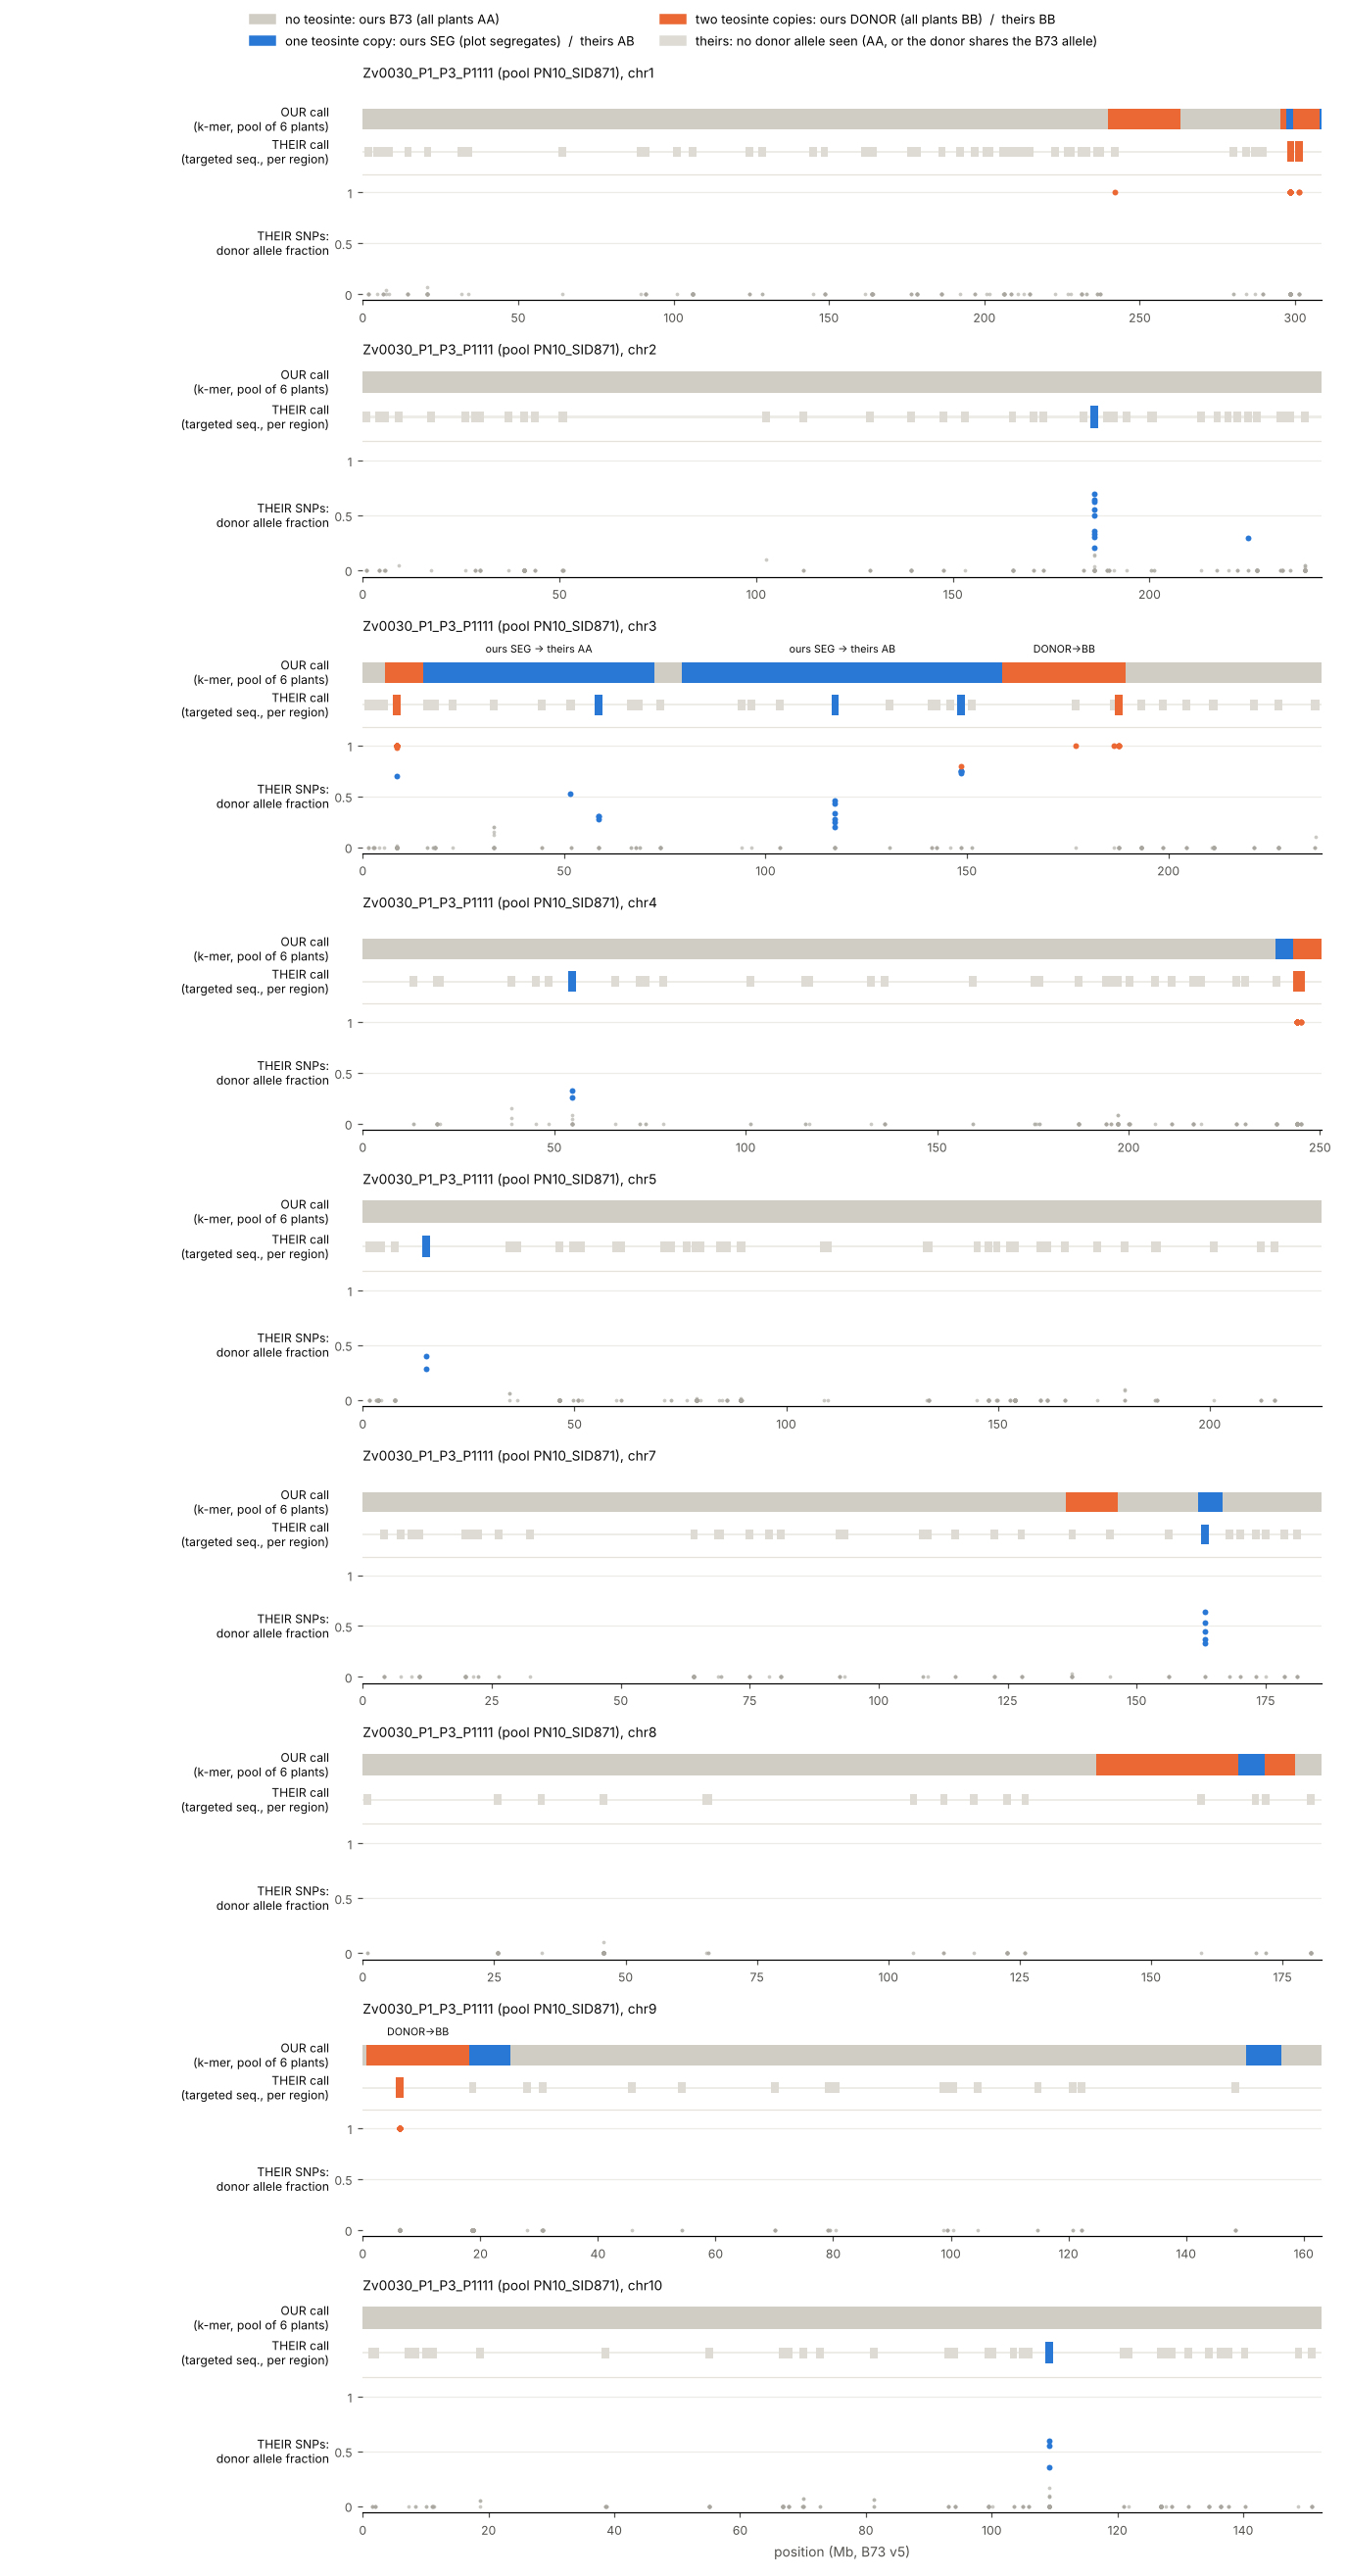 no teosinte: ours B73 (all plants AA)
two teosinte copies: ours DONOR (all plants BB) / theirs BB
one teosinte copy: ours SEG (plot segregates) / theirs AB
theirs: no donor allele seen (AA, or the donor shares the B73 allele)
Zv0030_P1_P3_P1111 (pool PN10_SID871), chr1
OUR call
(k-mer, pool of 6 plants)
THEIR call
(targeted seq., per region)
1
THEIR SNPs:
donor allele fraction
0.5
0
0 50 100 150 200 250 300
Zv0030_P1_P3_P1111 (pool PN10_SID871), chr2
OUR call
(k-mer, pool of 6 plants)
THEIR call
(targeted seq., per region)
1
THEIR SNPs:
donor allele fraction
0.5
0
0 50 100 150 200
Zv0030_P1_P3_P1111 (pool PN10_SID871), chr3
ours SEG → theirs AA ours SEG → theirs AB DONOR→BB
OUR call
(k-mer, pool of 6 plants)
THEIR call
(targeted seq., per region)
1
THEIR SNPs:
donor allele fraction
0.5
0
0 50 100 150 200
Zv0030_P1_P3_P1111 (pool PN10_SID871), chr4
OUR call
(k-mer, pool of 6 plants)
THEIR call
(targeted seq., per region)
1
THEIR SNPs:
donor allele fraction
0.5
0
0 50 100 150 200 250
Zv0030_P1_P3_P1111 (pool PN10_SID871), chr5
OUR call
(k-mer, pool of 6 plants)
THEIR call
(targeted seq., per region)
1
THEIR SNPs:
donor allele fraction
0.5
0
0 50 100 150 200
Zv0030_P1_P3_P1111 (pool PN10_SID871), chr7
OUR call
(k-mer, pool of 6 plants)
THEIR call
(targeted seq., per region)
1
THEIR SNPs:
donor allele fraction
0.5
0
0 25 50 75 100 125 150 175
Zv0030_P1_P3_P1111 (pool PN10_SID871), chr8
OUR call
(k-mer, pool of 6 plants)
THEIR call
(targeted seq., per region)
1
THEIR SNPs:
donor allele fraction
0.5
0
0 25 50 75 100 125 150 175
Zv0030_P1_P3_P1111 (pool PN10_SID871), chr9
DONOR→BB
OUR call
(k-mer, pool of 6 plants)
THEIR call
(targeted seq., per region)
1
THEIR SNPs:
donor allele fraction
0.5
0
0 20 40 60 80 100 120 140 160
Zv0030_P1_P3_P1111 (pool PN10_SID871), chr10
OUR call
(k-mer, pool of 6 plants)
THEIR call
(targeted seq., per region)
1
THEIR SNPs:
donor allele fraction
0.5
0
0 20 40 60 80 100 120 140
position (Mb, B73 v5)